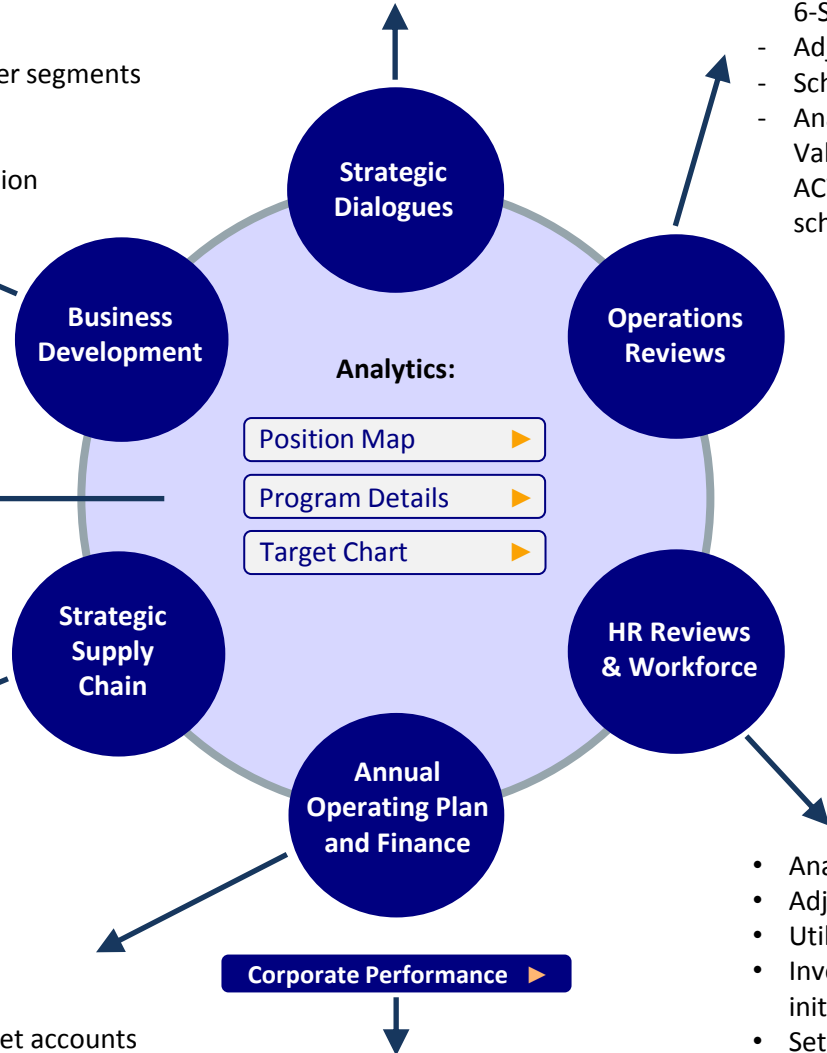 6-S
- Adj
er segments
- Sch
- Ana
Val
ion
AC
sch
Strategic
Dialogues
Business
Development
Operations
Reviews
Analytics:
Position Map
Program Details
Target Chart
Strategic
Supply
Chain
HR Reviews
& Workforce
Annual
Operating Plan
and Finance
• Ana
• Adj
• Util
Corporate Performance
• Inve
init
et accounts
• Set